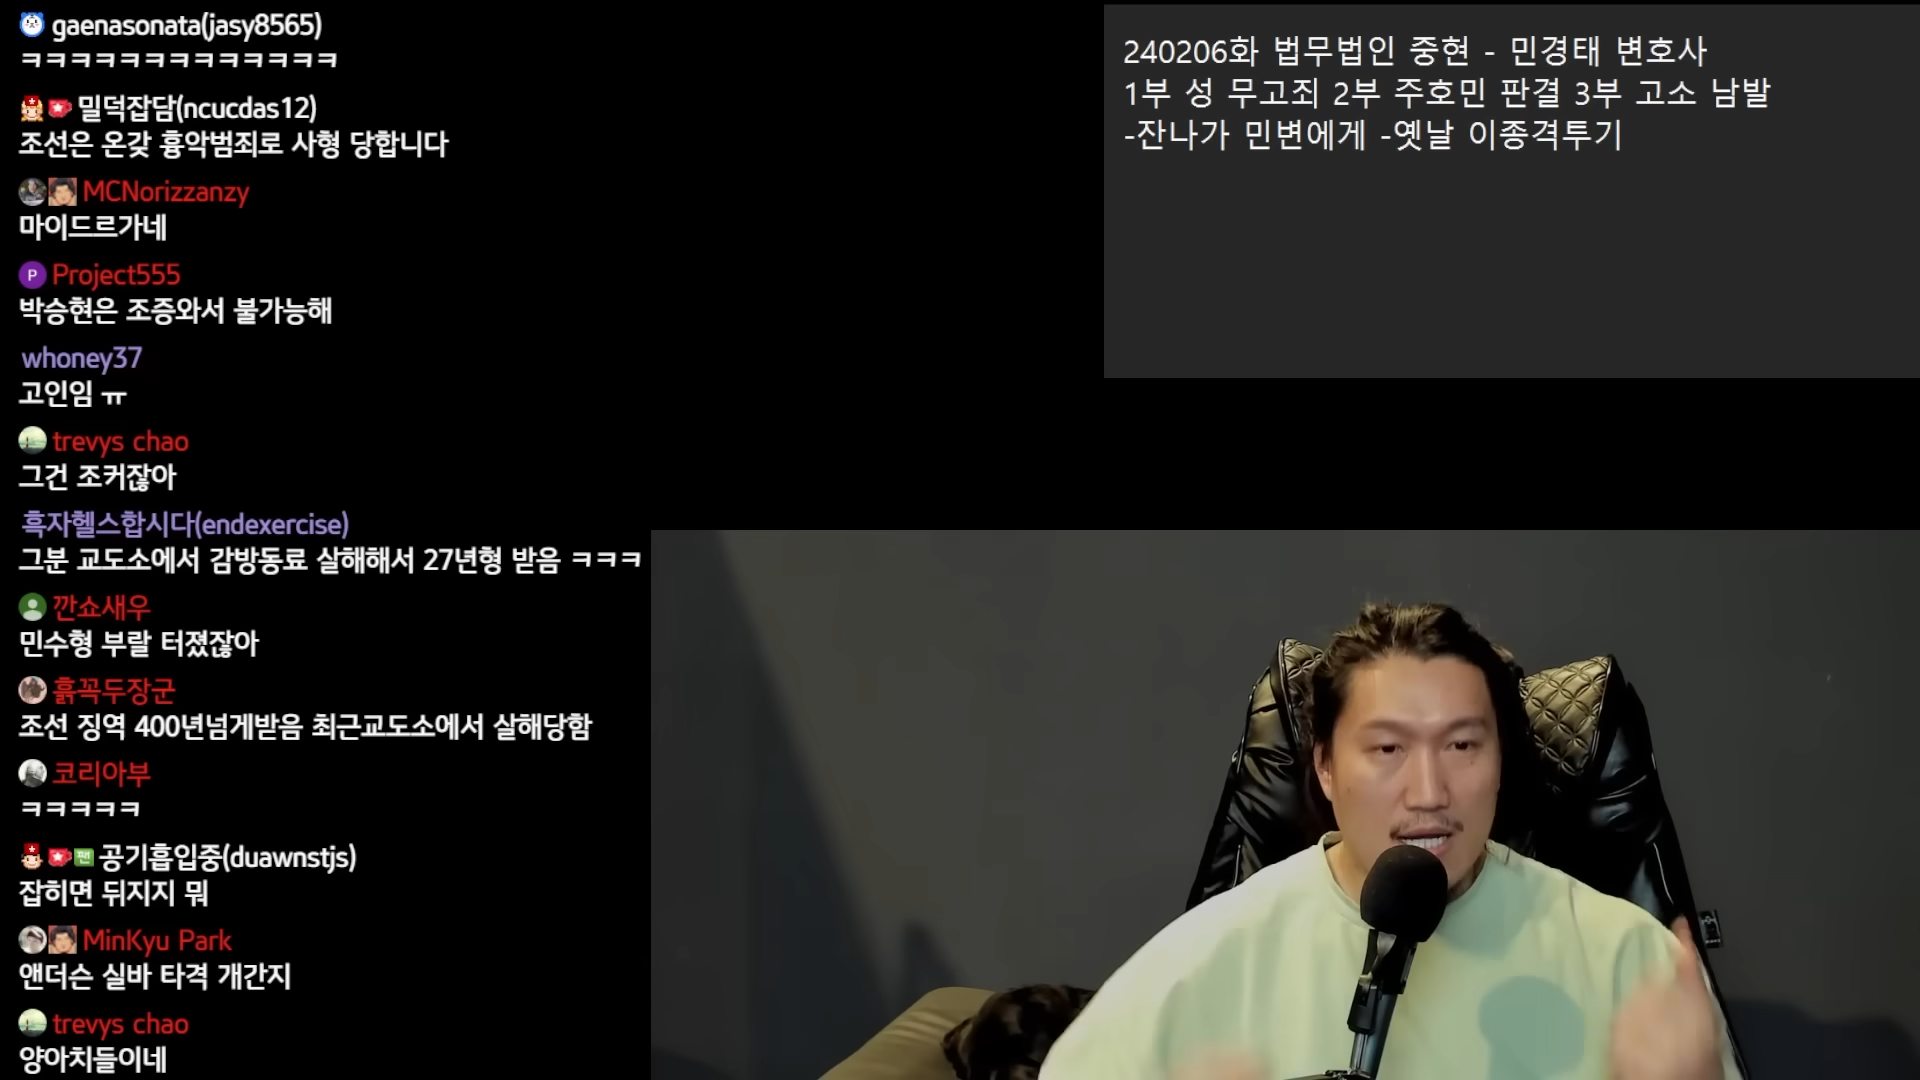 gaenasonata(jasy8565)
ㅋㅋㅋㅋㅋㅋㅋㅋㅋㅋㅋㅋㅋ
밀덕잡담(ncucdas12)
조선은 온갖 흉악범죄로 사형 당합니다
MCNorizzanzy
마이드르가네
P Project555
박승현은 조증와서 불가능해
whoney37
고인임 ㅠ
trevys chao
그건 조커잖아
흑자헬스합시다(endexercise)
그분 교도소에서 감방동료 살해해서 27년형 받음 ㅋㅋㅋ
깐쇼새우
민수형 부랄 터졌잖아
흙꼭두장군
조선 징역 400년넘게받음 최근교도소에서 살해당함
코리아부
ㅋㅋㅋㅋㅋ
팬 공기흡입중(duawnstjs)
잡히면 뒤지지 뭐
MinKyu Park
앤더슨 실바 타격 개간지
trevys chao
양아치들이네
240206화 법무법인 중현 - 민경태 변호사
1부 성 무고죄 2부 주호민 판결 3부 고소 남발
-잔나가 민변에게 -옛날 이종격투기